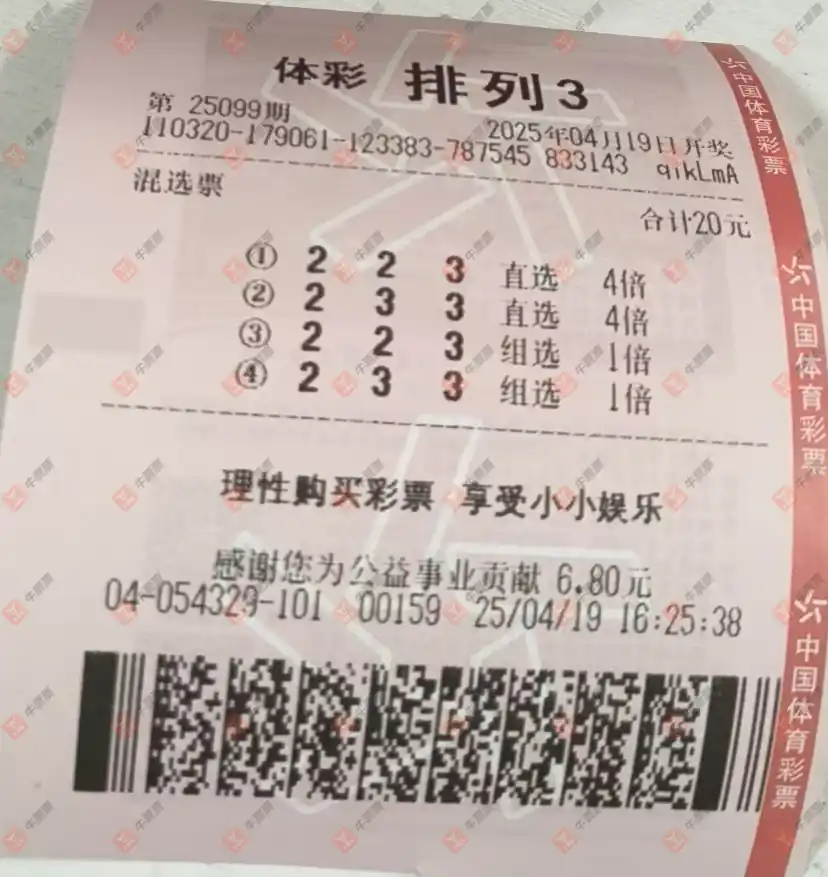 体彩 排列3
第 25099期 2025年04月19日开奖
110320-179061-123383-787545 833143 qikLmA
混选票
合计20元
① 2 2 3 直选 4倍
② 2 3 3 直选 4倍
③ 2 2 3 组选 1倍
④ 2 3 3 组选 1倍
理性购买彩票 享受小小娱乐
感谢您为公益事业贡献 6.80元
04-054329-101 00159 25/04/19 16:25:38
中国体育彩票
中国体育彩票
中国体育彩票
牛票票